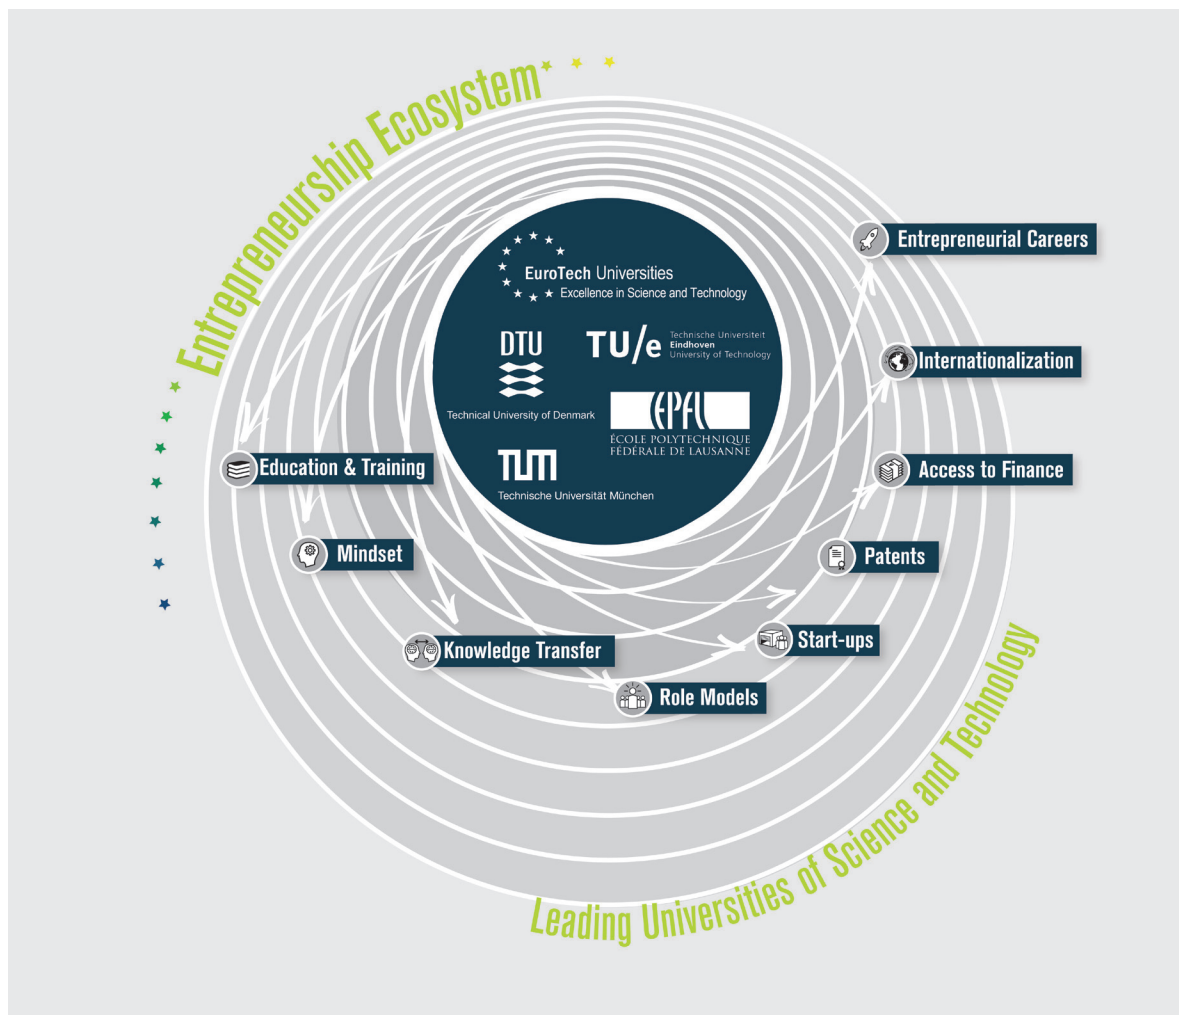 Entrepreneurship Ecosystem
EuroTech Universities
Excellence in Science and Technology
DTU
Technical University of Denmark
TU/e
Technische Universiteit
Eindhoven
University of Technology
EPFL
ÉCOLE POLYTECHNIQUE
FÉDÉRALE DE LAUSANNE
TUM
Technische Universität München
Entrepreneurial Careers
Internationalization
Access to Finance
Patents
Start-ups
Role Models
Knowledge Transfer
Mindset
Education & Training
Leading Universities of Science and Technology